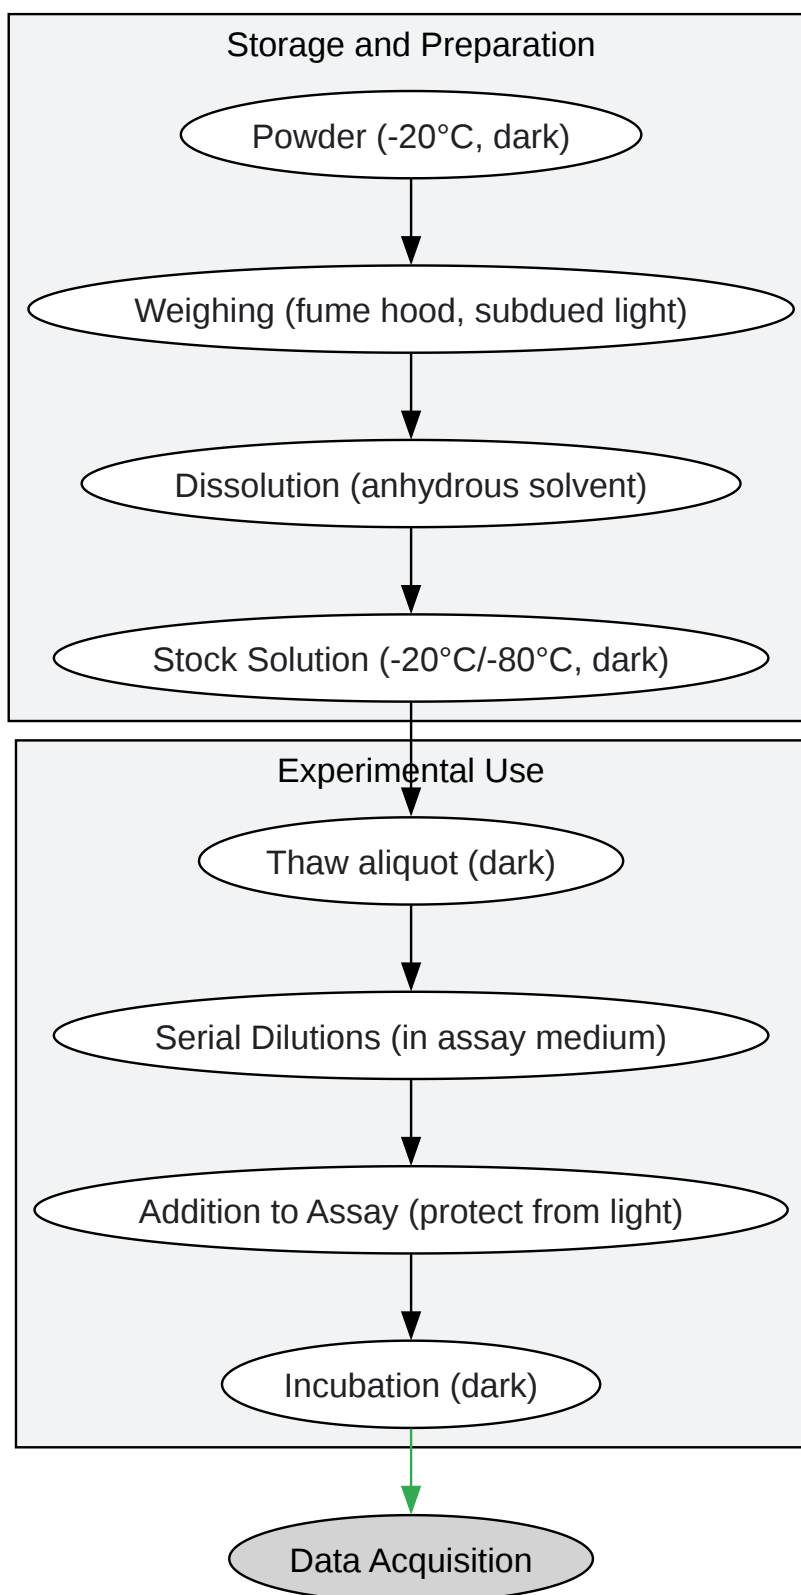 Storage and Preparation
Powder (-20°C, dark)
Weighing (fume hood, subdued light)
Dissolution (anhydrous solvent)
Stock Solution (-20°C/-80°C, dark)
Experimental Use
Thaw aliquot (dark)
Serial Dilutions (in assay medium)
Addition to Assay (protect from light)
Incubation (dark)
Data Acquisition